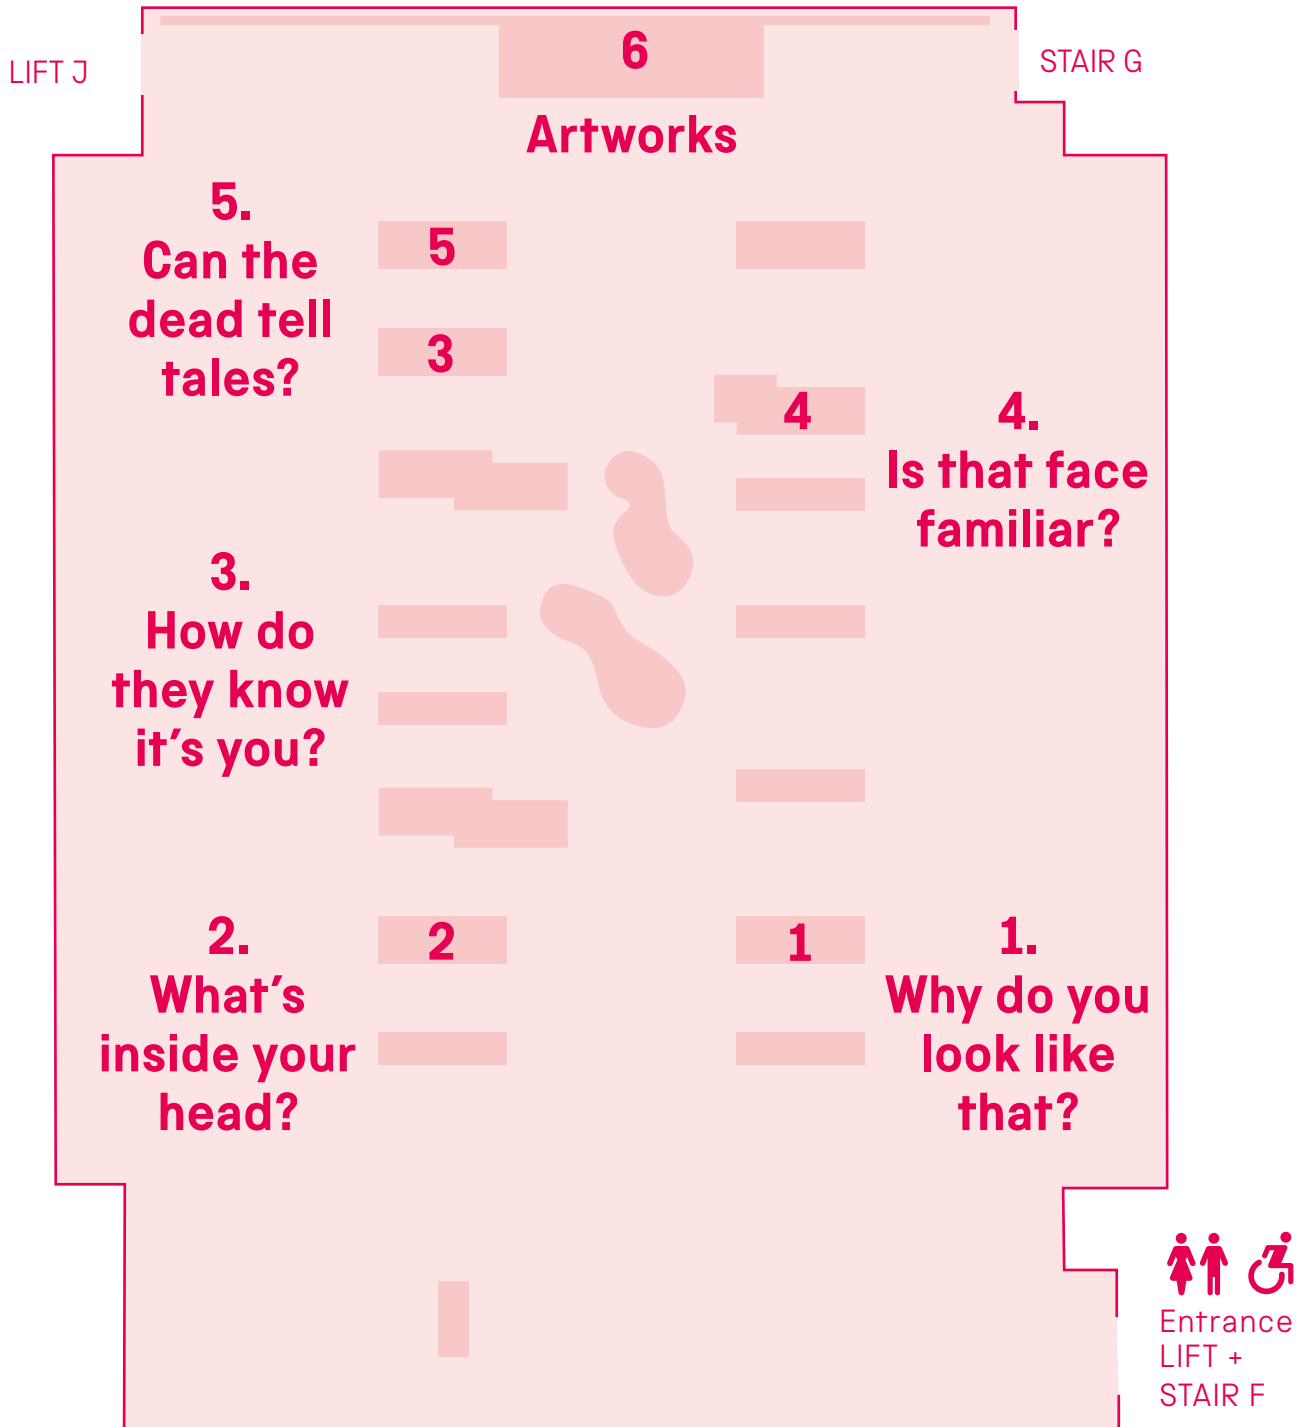 6
LIFT J
STAIR G
Artworks
5.
Can the
dead tell
tales?
5
3
4
4.
Is that face
familiar?
3.
How do
they know
it’s you?
2.
What’s
inside your
head?
2
1
1.
Why do you
look like
that?
Entrance
LIFT +
STAIR F